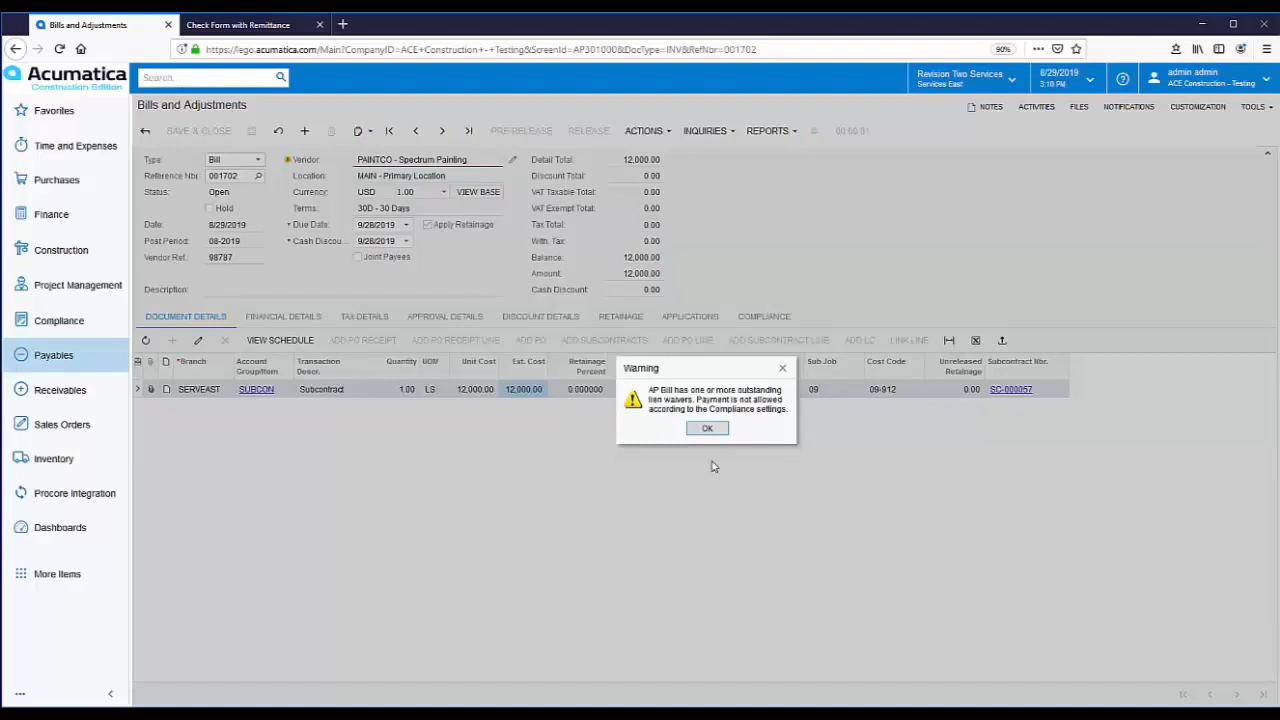 Bills and Adjustments
Check Form with Remittance
https://lego.acumatica.com/Main?CompanyID=ACE+Construction+-+Testing&ScreenId=AP301000&DocType=INV&RefNbr=001702
90%
Acumatica
Construction Edition
Search...
Revision Two Services
Services East
8/29/2019
3:10 PM
admin admin
ACE Construction - Testing
Favorites
Time and Expenses
Purchases
Finance
Construction
Project Management
Compliance
Payables
Receivables
Sales Orders
Inventory
Procore Integration
Dashboards
More Items
Bills and Adjustments
NOTES ACTIVITIES FILES NOTIFICATIONS CUSTOMIZATION TOOLS
SAVE & CLOSE PRE-RELEASE RELEASE ACTIONS INQUIRIES REPORTS
Type: Bill Vendor: PAINTCO - Spectrum Painting Detail Total: 12,000.00
Reference Nbr.: 001702 Location: MAIN - Primary Location Discount Total: 0.00
Status: Open Currency: USD 1.00 VIEW BASE VAT Taxable Total: 0.00
Hold Terms: 30D - 30 Days VAT Exempt Total: 0.00
Date: 8/29/2019 * Due Date: 9/28/2019 Apply Retainage Tax Total: 0.00
Post Period: 08-2019 * Cash Discou... 9/28/2019 With. Tax: 0.00
Vendor Ref.: 98787 Joint Payees Balance: 12,000.00
Amount: 12,000.00
Description: Cash Discount: 0.00
DOCUMENT DETAILS FINANCIAL DETAILS TAX DETAILS APPROVAL DETAILS DISCOUNT DETAILS RETAINAGE APPLICATIONS COMPLIANCE
VIEW SCHEDULE ADD PO RECEIPT ADD PO RECEIPT LINE ADD PO ADD SUBCONTRACTS ADD PO LINE ADD SUBCONTRACT LINE ADD LC LINK LINE
*Branch Account Group/Item Transaction Descr. Quantity UOM Unit Cost Ext. Cost Retainage Percent Sub Job Cost Code Unreleased Retainage Subcontract Nbr.
SERVEAST SUBCON Subcontract 1.00 LS 12,000.00 12,000.00 0.000000 09 09-912 0.00 SC-000057
Warning
AP Bill has one or more outstanding
lien waivers. Payment is not allowed
according to the Compliance settings.
OK